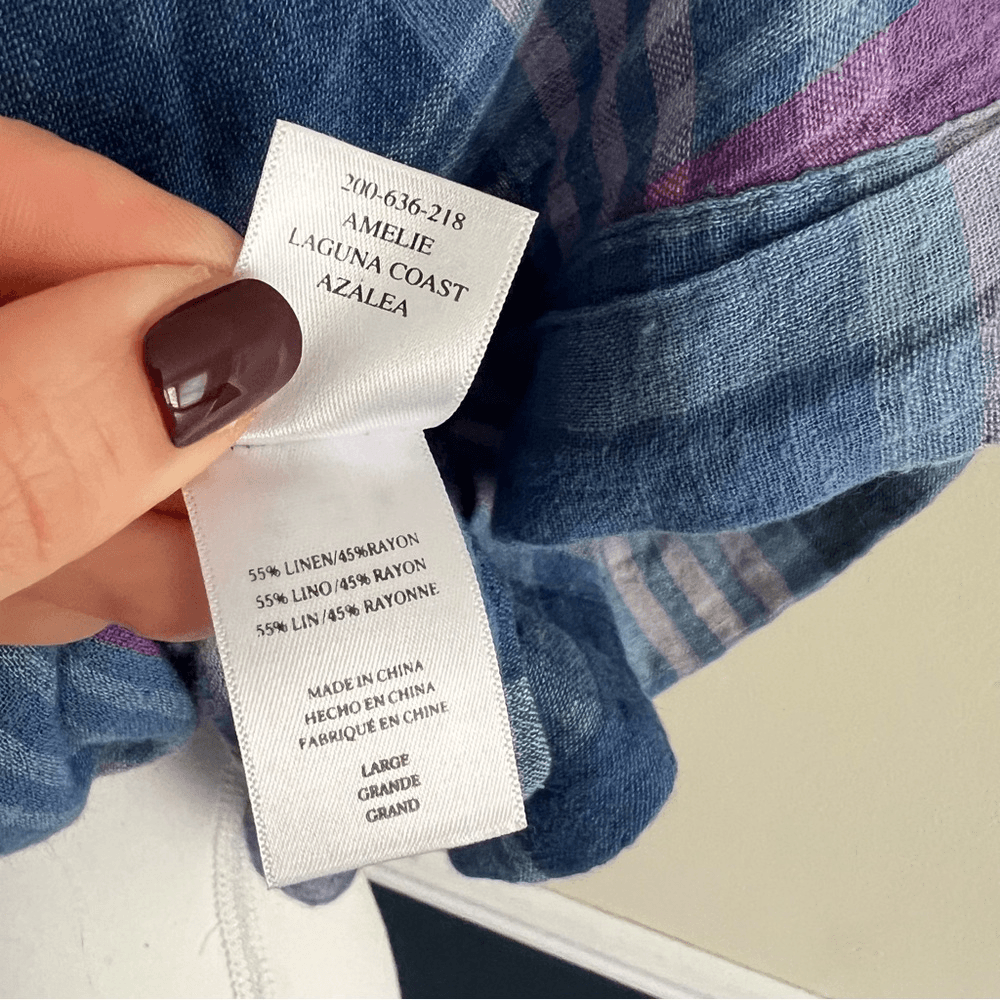 200-636-218
AMELIE
LAGUNA COAST
AZALEA
55% LINEN/45%RAYON
55% LINO/45% RAYON
55% LIN/45% RAYONNE
MADE IN CHINA
HECHO EN CHINA
FABRIQUÉ EN CHINE
LARGE
GRANDE
GRAND